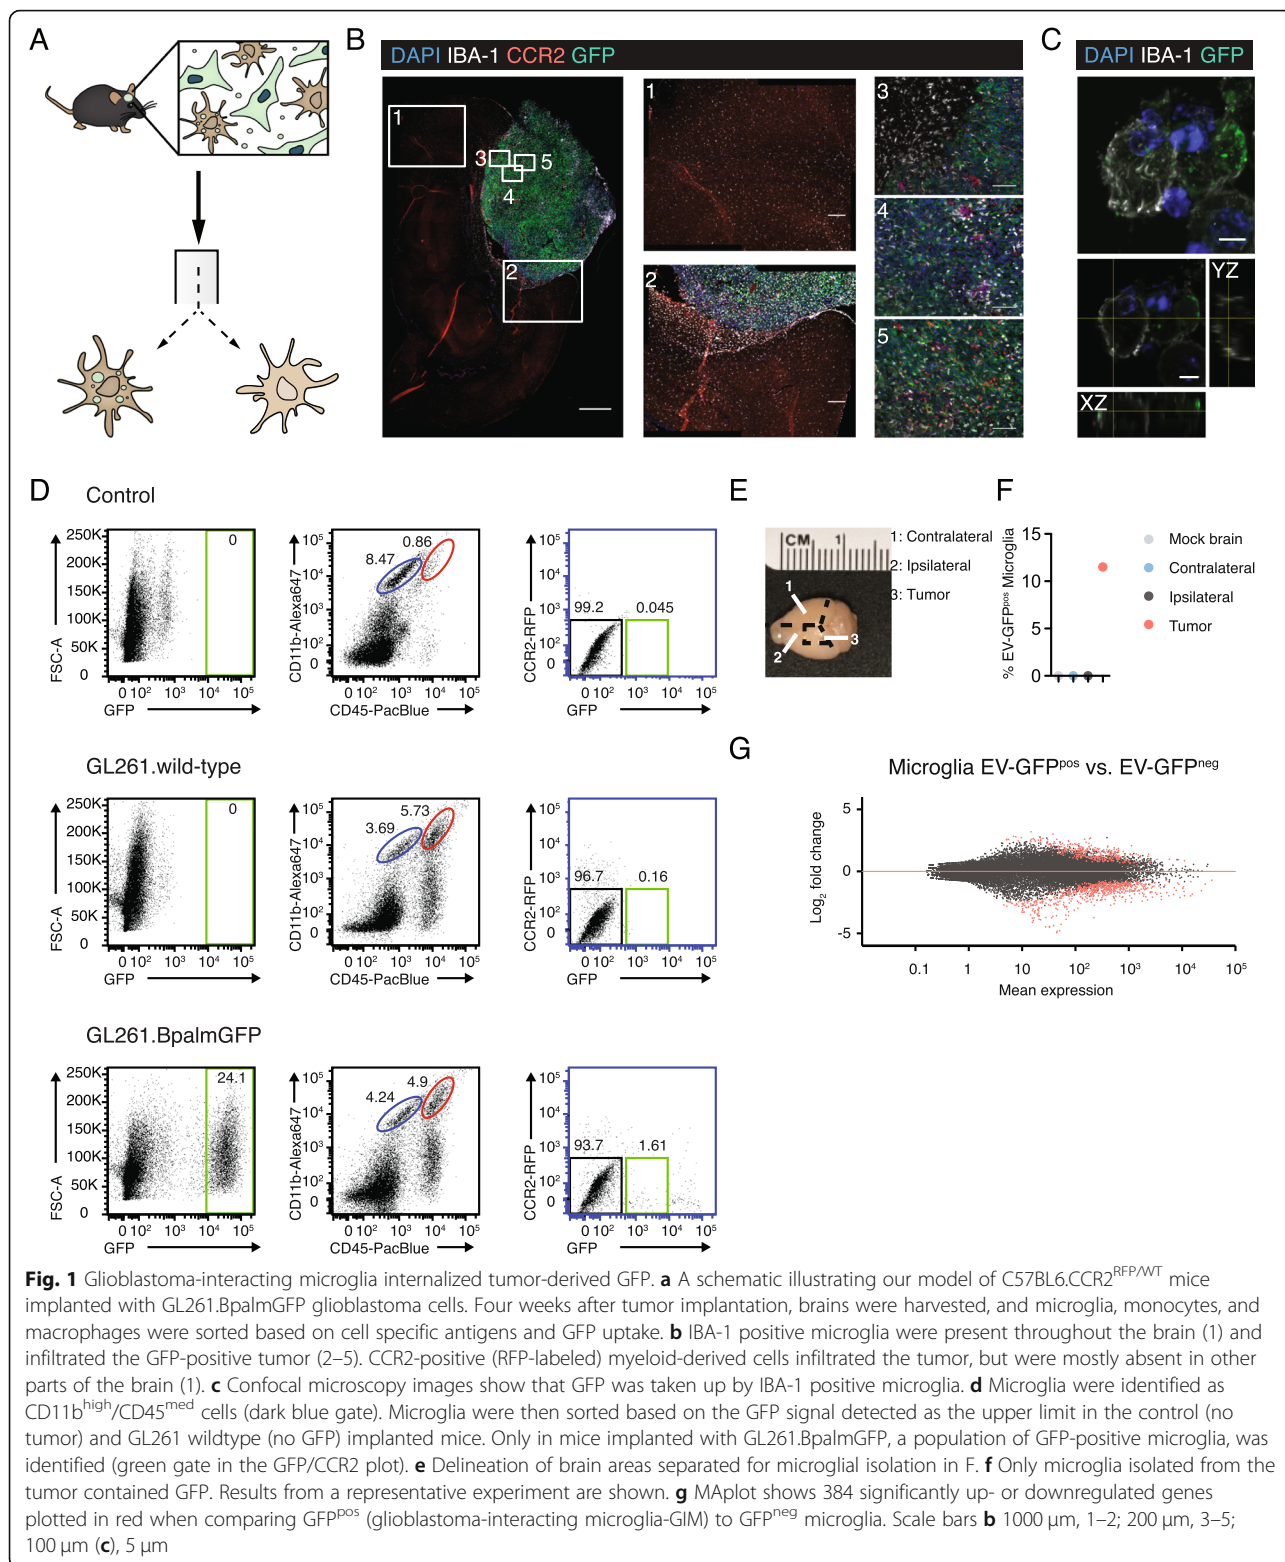 A
B
C
DAPI IBA-1 CCR2 GFP
DAPI IBA-1 GFP
1
3
5
4
2
1
2
3
4
5
YZ
XZ
D
Control
250K
200K
150K
100K
50K
0
FSC-A
0
0 10² 10³ 10⁴ 10⁵
GFP
10⁵
10⁴
10³
10²
0
CD11b-Alexa647
8.47
0.86
0 10² 10³ 10⁴ 10⁵
CD45-PacBlue
10⁵
10⁴
10³
10²
0
CCR2-RFP
99.2
0.045
0 10² 10³ 10⁴ 10⁵
GFP
GL261.wild-type
250K
200K
150K
100K
50K
0
FSC-A
0
0 10² 10³ 10⁴ 10⁵
GFP
10⁵
10⁴
10³
10²
0
CD11b-Alexa647
3.69
5.73
0 10² 10³ 10⁴ 10⁵
CD45-PacBlue
10⁵
10⁴
10³
10²
0
CCR2-RFP
96.7
0.16
0 10² 10³ 10⁴ 10⁵
GFP
GL261.BpalmGFP
250K
200K
150K
100K
50K
0
FSC-A
24.1
0 10² 10³ 10⁴ 10⁵
GFP
10⁵
10⁴
10³
10²
0
CD11b-Alexa647
4.24
4.9
0 10² 10³ 10⁴ 10⁵
CD45-PacBlue
10⁵
10⁴
10³
10²
0
CCR2-RFP
93.7
1.61
0 10² 10³ 10⁴ 10⁵
GFP
E
CM 1
1
2
3
1: Contralateral
2: Ipsilateral
3: Tumor
F
% EV-GFPᵖᵒˢ Microglia
15
10
5
0
Mock brain
Contralateral
Ipsilateral
Tumor
G
Microglia EV-GFPᵖᵒˢ vs. EV-GFPⁿᵉᵍ
Log₂ fold change
5
0
-5
0.1 1 10 10² 10³ 10⁴ 10⁵
Mean expression
Fig. 1 Glioblastoma-interacting microglia internalized tumor-derived GFP. a A schematic illustrating our model of C57BL6.CCR2ᴿᶠᴾ/ᵂᵀ mice
implanted with GL261.BpalmGFP glioblastoma cells. Four weeks after tumor implantation, brains were harvested, and microglia, monocytes, and
macrophages were sorted based on cell specific antigens and GFP uptake. b IBA-1 positive microglia were present throughout the brain (1) and
infiltrated the GFP-positive tumor (2–5). CCR2-positive (RFP-labeled) myeloid-derived cells infiltrated the tumor, but were mostly absent in other
parts of the brain (1). c Confocal microscopy images show that GFP was taken up by IBA-1 positive microglia. d Microglia were identified as
CD11bʰⁱᵍʰ/CD45ᵐᵉᵈ cells (dark blue gate). Microglia were then sorted based on the GFP signal detected as the upper limit in the control (no
tumor) and GL261 wildtype (no GFP) implanted mice. Only in mice implanted with GL261.BpalmGFP, a population of GFP-positive microglia, was
identified (green gate in the GFP/CCR2 plot). e Delineation of brain areas separated for microglial isolation in F. f Only microglia isolated from the
tumor contained GFP. Results from a representative experiment are shown. g MAplot shows 384 significantly up- or downregulated genes
plotted in red when comparing GFPᵖᵒˢ (glioblastoma-interacting microglia-GIM) to GFPⁿᵉᵍ microglia. Scale bars b 1000 μm, 1–2; 200 μm, 3–5;
100 μm (c), 5 μm